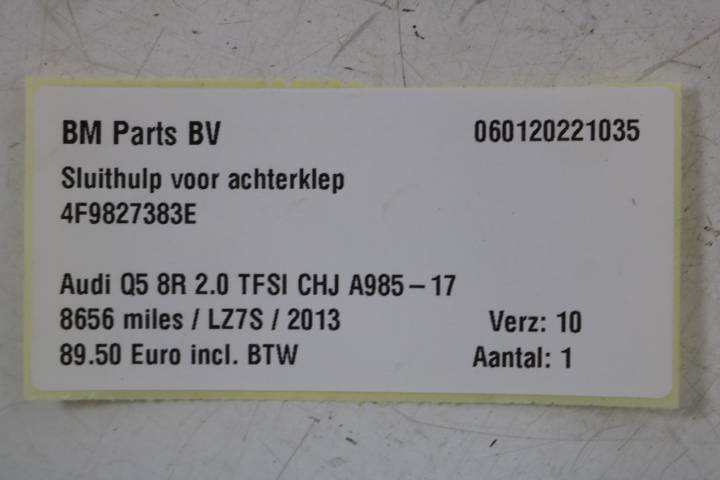 BM Parts BV 060120221035
Sluithulp voor achterklep
4F9827383E
Audi Q5 8R 2.0 TFSI CHJ A985-17
8656 miles / LZ7S / 2013 Verz: 10
89.50 Euro incl. BTW Aantal: 1